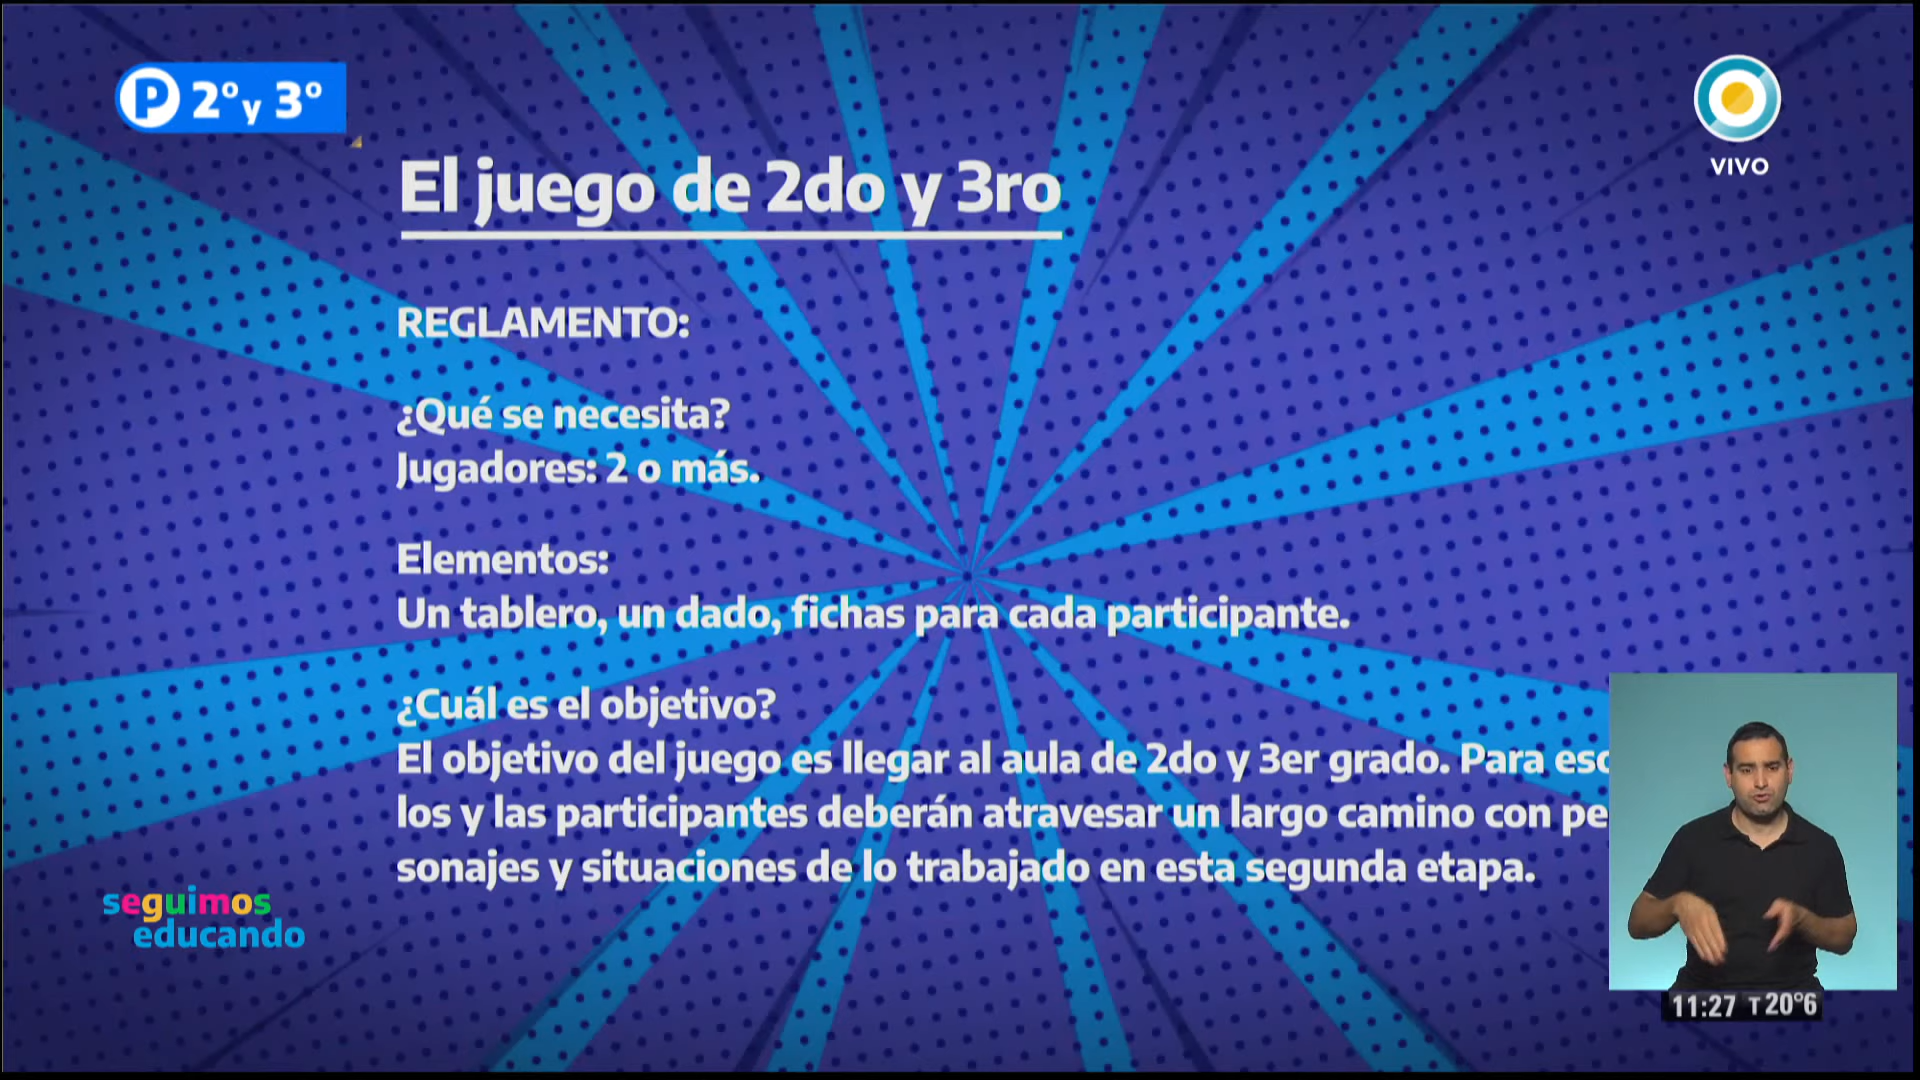 P 2° y 3°
VIVO
El juego de 2do y 3ro
REGLAMENTO:
¿Qué se necesita?
Jugadores: 2 o más.
Elementos:
Un tablero, un dado, fichas para cada participante.
¿Cuál es el objetivo?
El objetivo del juego es llegar al aula de 2do y 3er grado. Para eso
los y las participantes deberán atravesar un largo camino con pe
sonajes y situaciones de lo trabajado en esta segunda etapa.
seguimos
educando
11:27 T 20°6